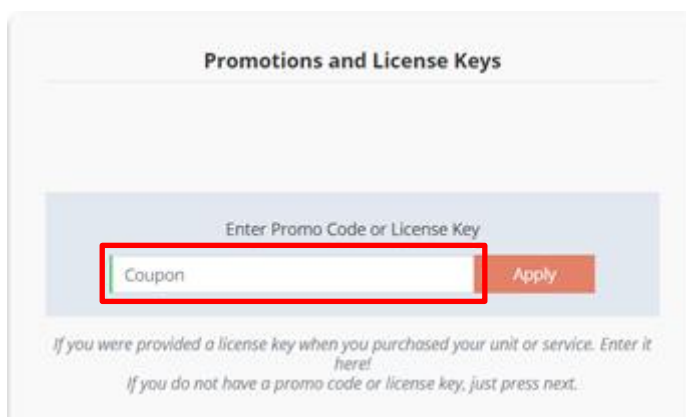 Promotions and License Keys
Enter Promo Code or License Key
Coupon
Apply
If you were provided a license key when you purchased your unit or service. Enter it
here!
If you do not have a promo code or license key, just press next.